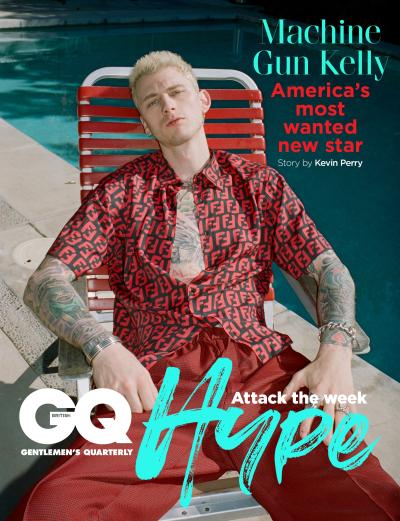 Machine
Gun Kelly
America's
most
wanted
new star
Story by Kevin Perry
Attack the week
Hype
GQ
BRITISH
GENTLEMEN'S QUARTERLY